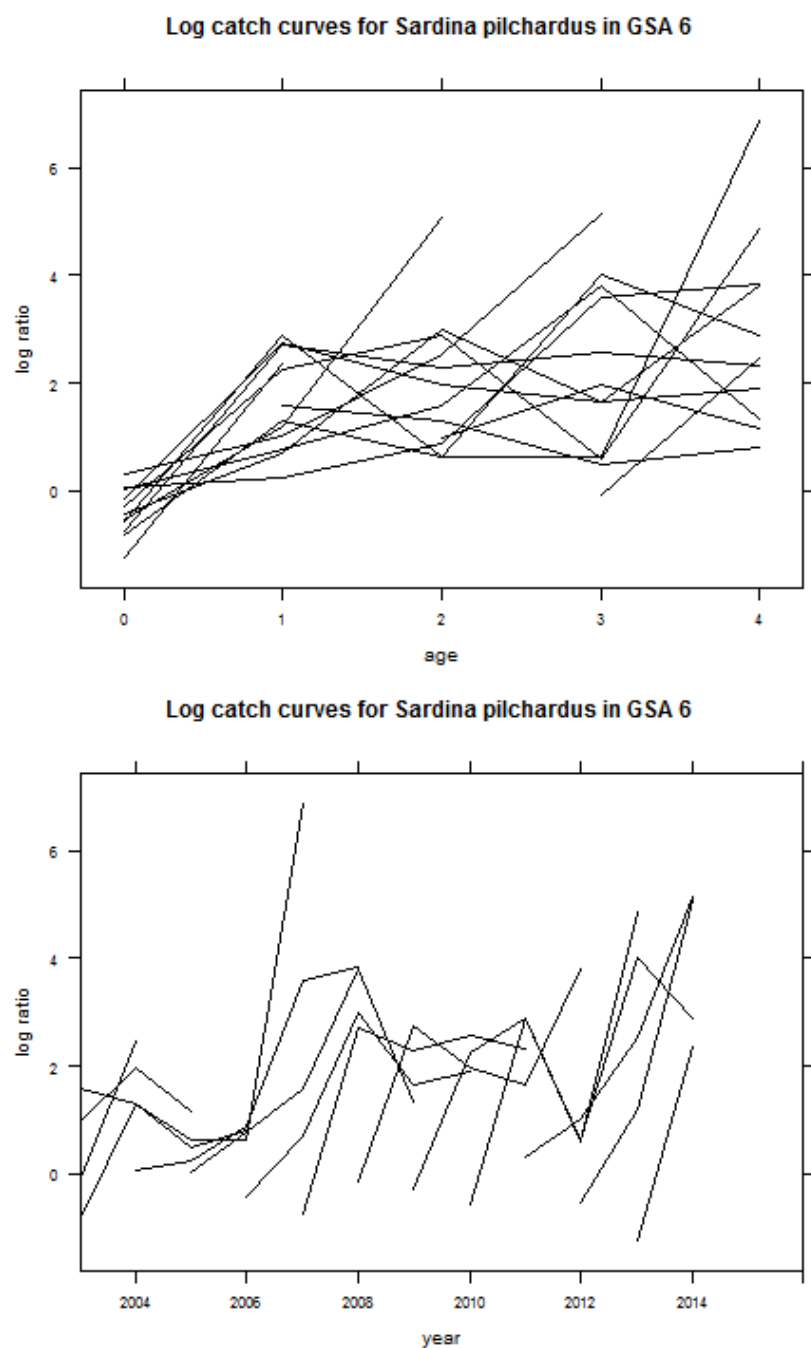 Log catch curves for Sardina pilchardus in GSA 6
6
4
2
0
log ratio
0 1 2 3 4
age
Log catch curves for Sardina pilchardus in GSA 6
6
4
2
0
log ratio
2004 2006 2008 2010 2012 2014
year